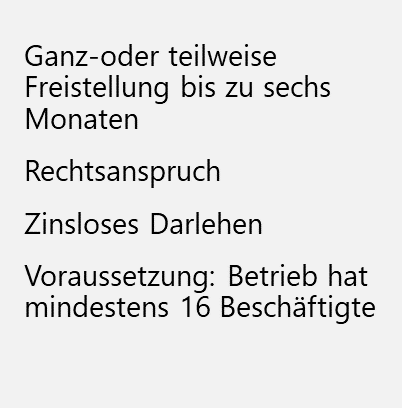 Ganz-oder teilweise
Freistellung bis zu sechs
Monaten
Rechtsanspruch
Zinsloses Darlehen
Voraussetzung: Betrieb hat
mindestens 16 Beschäftigte